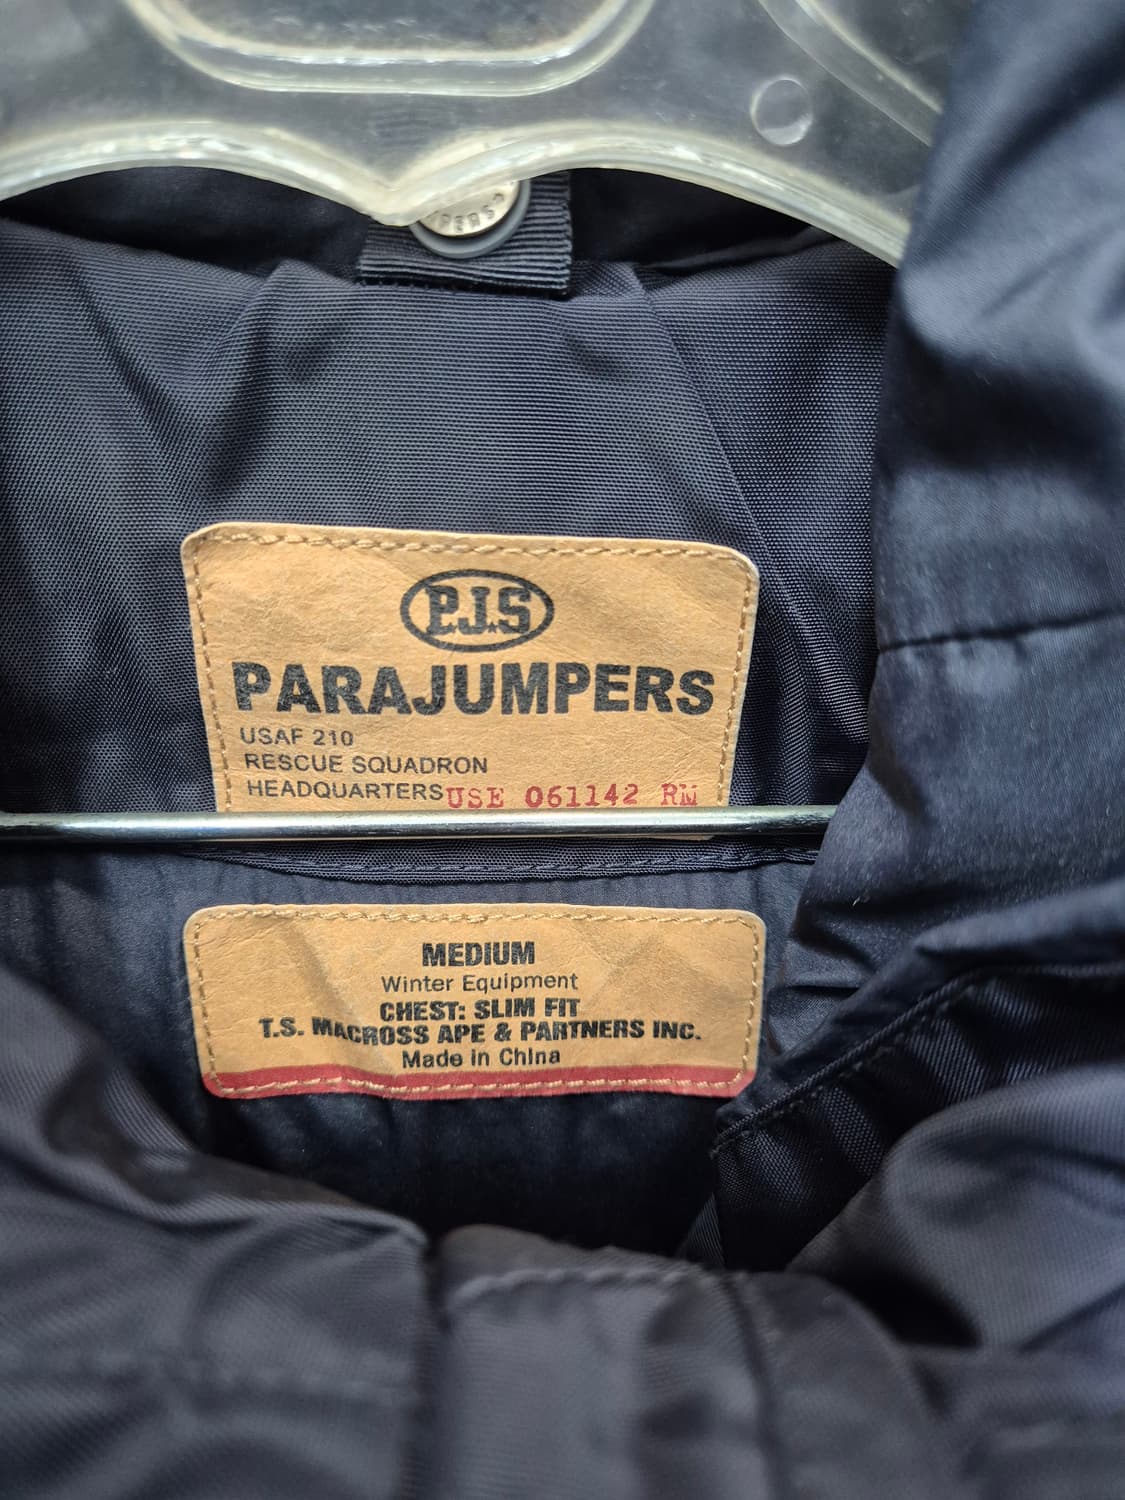 P.J.S
PARAJUMPERS
USAF 210
RESCUE SQUADRON
HEADQUARTERS USE 061142 RM
MEDIUM
Winter Equipment
CHEST: SLIM FIT
T.S. MACROSS APE & PARTNERS INC.
Made in China